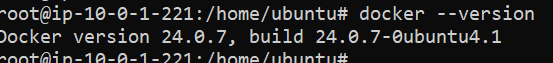 root@ip-10-0-1-221:/home/ubuntu# docker --version
Docker version 24.0.7, build 24.0.7-0ubuntu4.1
root@ip-10-0-1-221:/home/ubuntu#